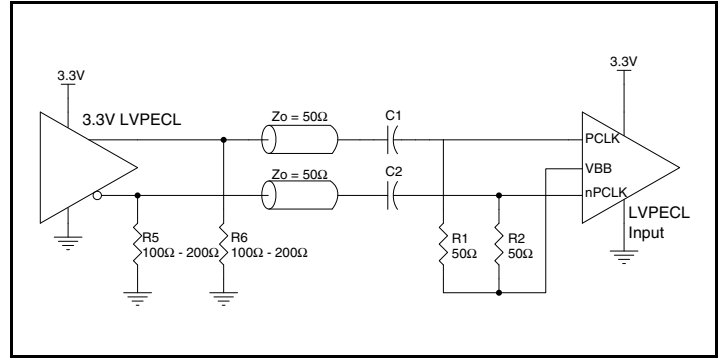 3.3V
3.3V LVPECL
Zo = 50Ω
C1
3.3V
PCLK
Zo = 50Ω
C2
VBB
nPCLK
LVPECL
Input
R5
100Ω - 200Ω
R6
100Ω - 200Ω
R1
50Ω
R2
50Ω